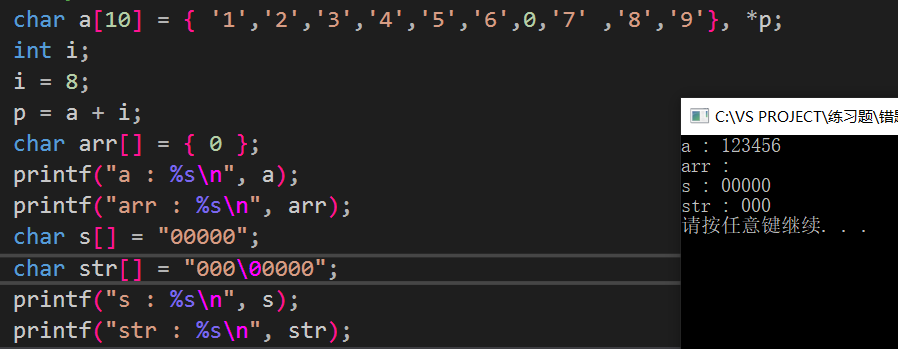 char a[10] = { '1','2','3','4','5','6',0,'7' ,'8','9'}, *p;
int i;
i = 8;
p = a + i;
char arr[] = { 0 };
printf("a : %s\n", a);
printf("arr : %s\n", arr);
char s[] = "00000";
char str[] = "000\00000";
printf("s : %s\n", s);
printf("str : %s\n", str);
C:\VS PROJECT\练习题\错题
a : 123456
arr :
s : 00000
str : 000
请按任意键继续. . .